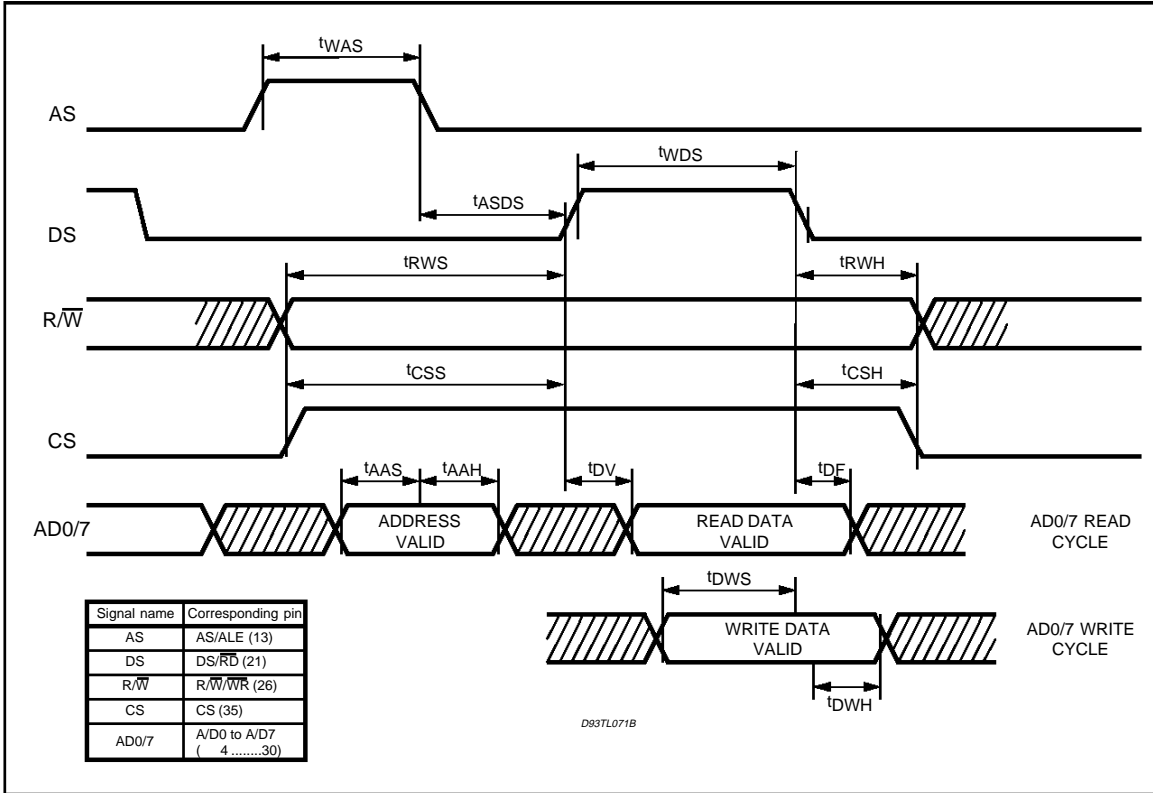 tWAS
AS
tWDS
tASDS
DS
tRWS
tRWH
R/W̅
tCSS
tCSH
CS
tAAS
tAAH
tDV
tDF
AD0/7
ADDRESS
VALID
READ DATA
VALID
AD0/7 READ
CYCLE
tDWS
WRITE DATA
VALID
AD0/7 WRITE
CYCLE
tDWH
Signal name Corresponding pin
AS AS/ALE (13)
DS DS/R̅D̅ (21)
R/W̅ R/W̅/W̅R̅ (26)
CS CS (35)
AD0/7 A/D0 to A/D7
( 4 ........30)
D93TL071B